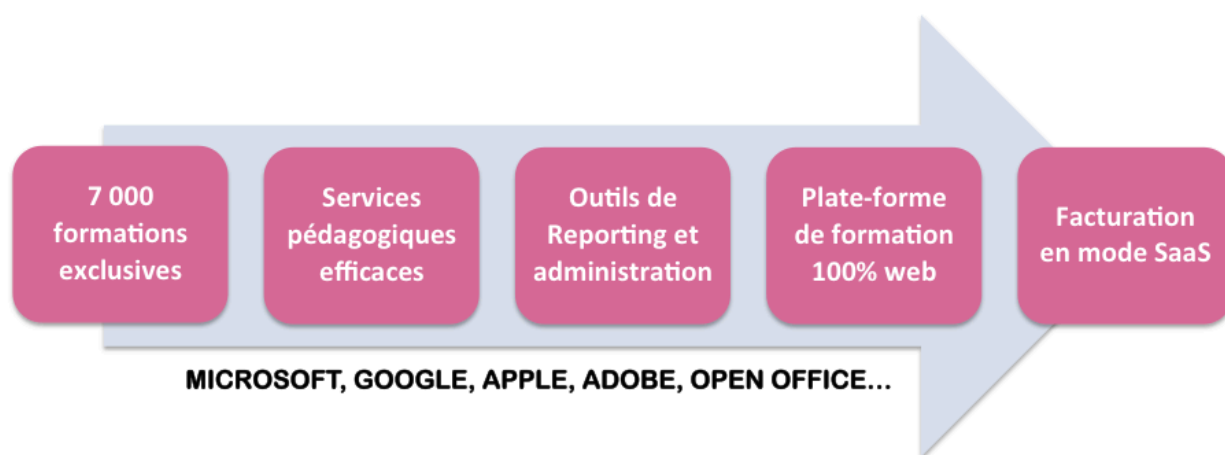 7 000
formations
exclusives
Services
pédagogiques
efficaces
Outils de
Reporting et
administration
Plate-forme
de formation
100% web
Facturation
en mode SaaS
MICROSOFT, GOOGLE, APPLE, ADOBE, OPEN OFFICE…